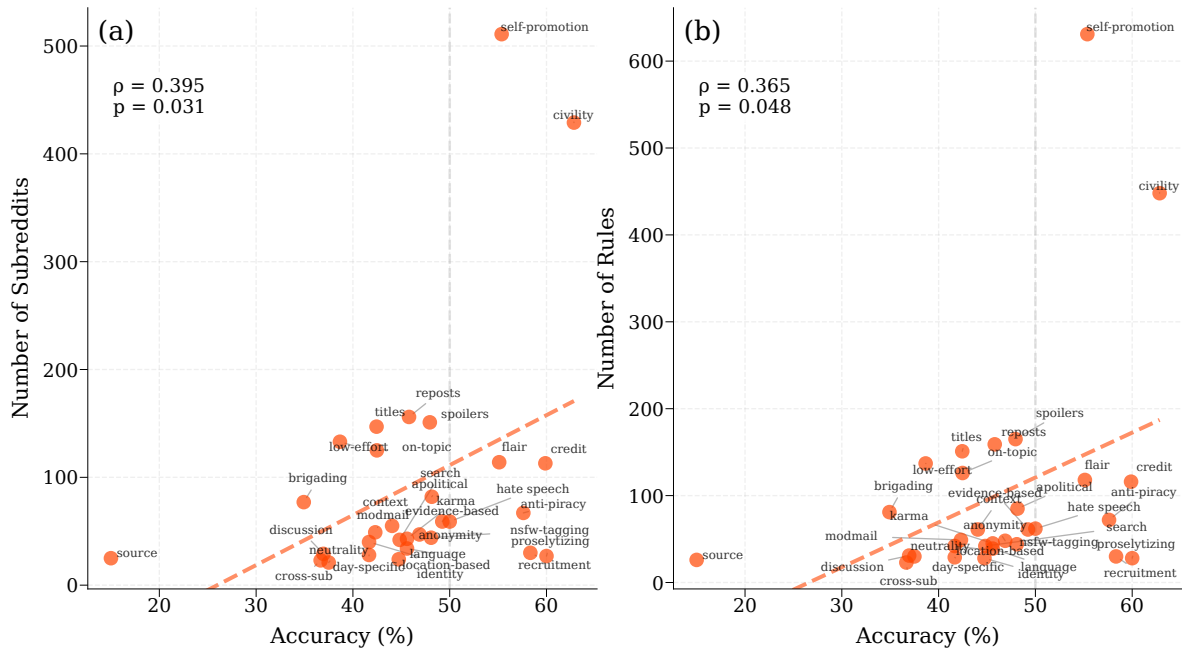 (a)
ρ = 0.395
p = 0.031
Number of Subreddits
500
400
300
200
100
0
self-promotion
civility
reposts
titles
spoilers
low-effort
on-topic
flair
credit
brigading
search
apolitical
hate speech
context
karma
anti-piracy
modmail
evidence-based
discussion
anonymity
nsfw-tagging
neutrality
proselytizing
source
language
day-specific
location-based
recruitment
cross-sub
identity
20
30
40
50
60
Accuracy (%)
(b)
ρ = 0.365
p = 0.048
Number of Rules
600
500
400
300
200
100
0
self-promotion
civility
spoilers
reposts
titles
on-topic
low-effort
flair
credit
brigading
apolitical
evidence-based
anti-piracy
context
hate speech
karma
anonymity
search
modmail
nsfw-tagging
neutrality
location-based
proselytizing
source
discussion
day-specific
language
recruitment
identity
cross-sub
20
30
40
50
60
Accuracy (%)